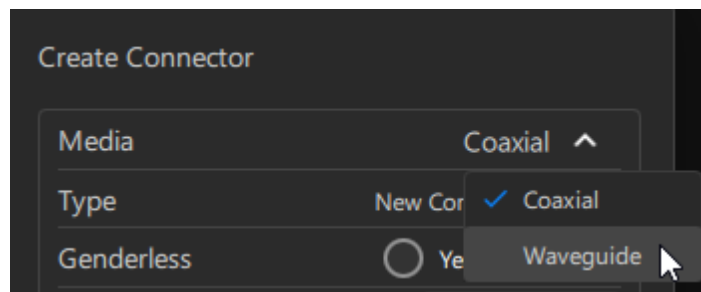 Create Connector
Media Coaxial
Type New Cor Coaxial
Genderless Ye Waveguide